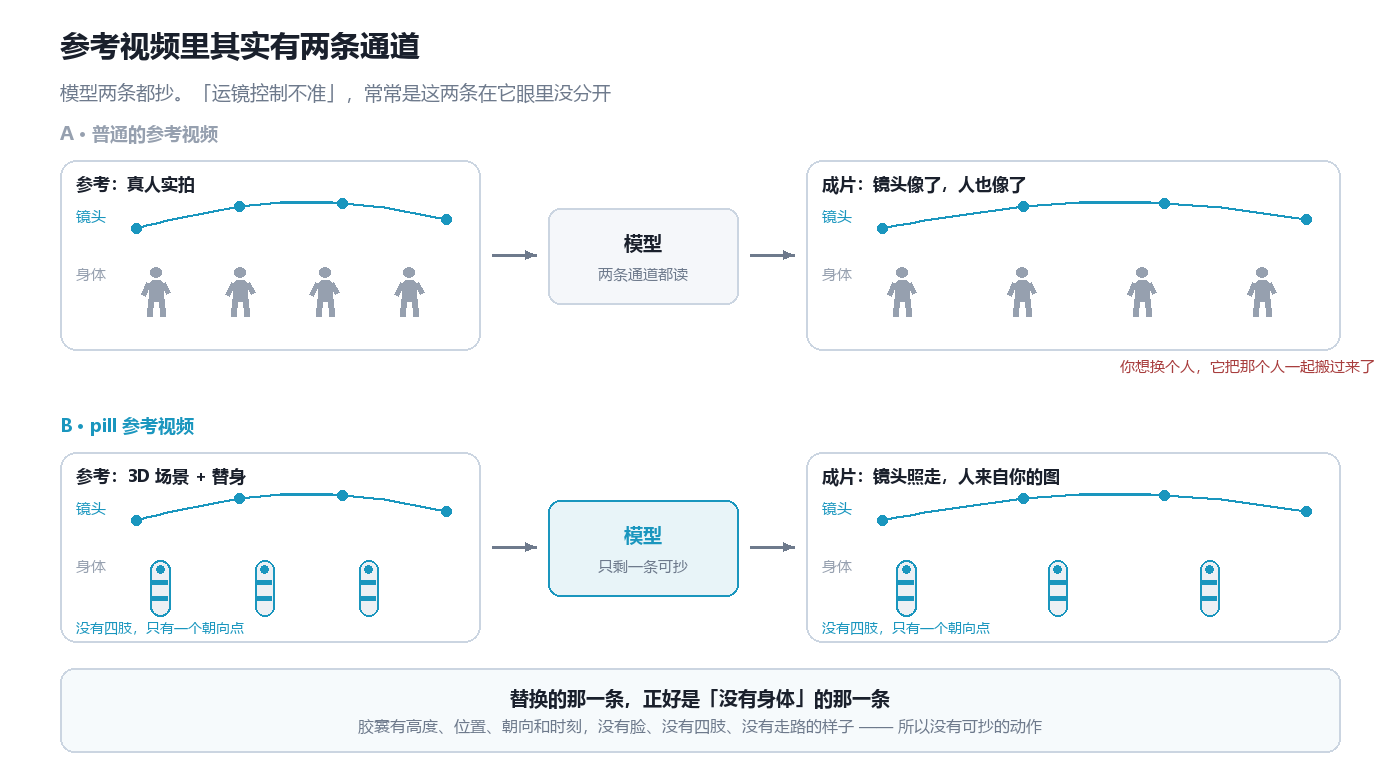 参考视频里其实有两条通道
模型两条都抄。「运镜控制不准」，常常是这两条在它眼里没分开
A • 普通的参考视频
参考：真人实拍
镜头
身体
模型
两条通道都读
成片：镜头像了，人也像了
镜头
身体
你想换个人，它把那个人一起搬过来了
B • pill 参考视频
参考：3D 场景 + 替身
镜头
身体
没有四肢，只有一个朝向点
模型
只剩一条可抄
成片：镜头照走，人来自你的图
镜头
身体
没有四肢，只有一个朝向点
替换的那一条，正好是「没有身体」的那一条
胶囊有高度、位置、朝向和时刻，没有脸、没有四肢、没有走路的样子 —— 所以没有可抄的动作